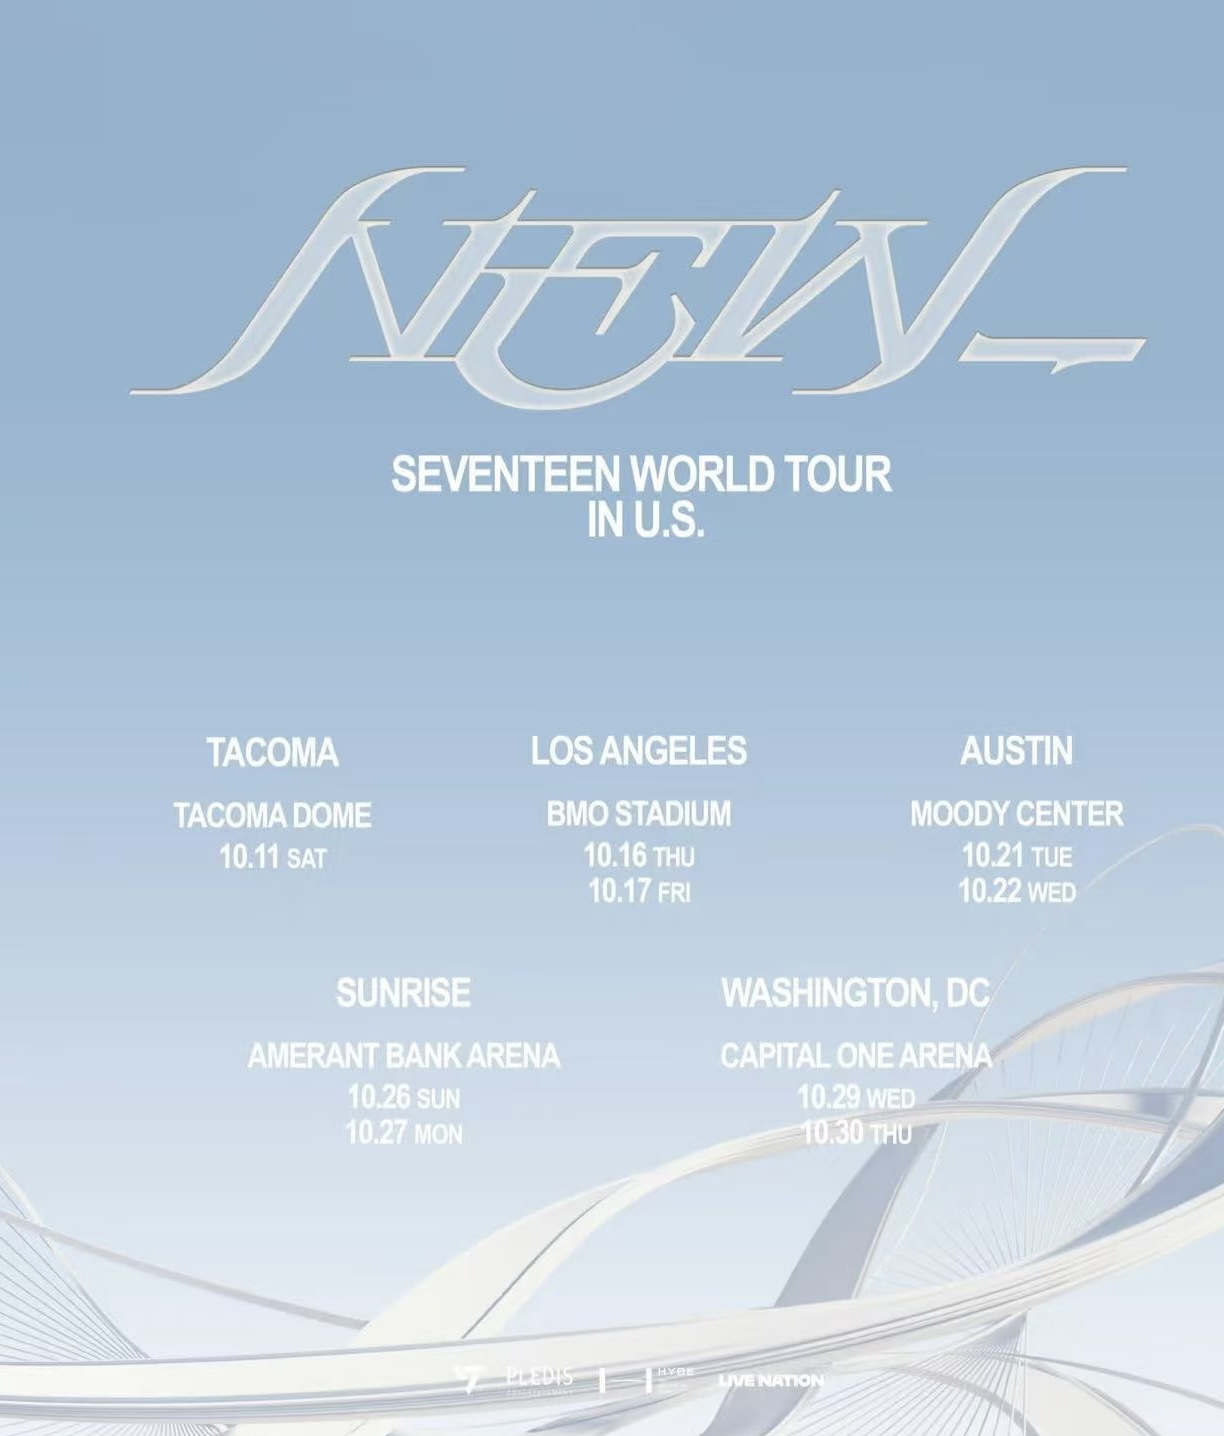 NEW_
SEVENTEEN WORLD TOUR
IN U.S.
TACOMA
TACOMA DOME
10.11 SAT
LOS ANGELES
BMO STADIUM
10.16 THU
10.17 FRI
AUSTIN
MOODY CENTER
10.21 TUE
10.22 WED
SUNRISE
AMERANT BANK ARENA
10.26 SUN
10.27 MON
WASHINGTON, DC
CAPITAL ONE ARENA
10.29 WED
10.30 THU
PLEDIS
ENTERTAINMENT
HYBE
LIVE NATION